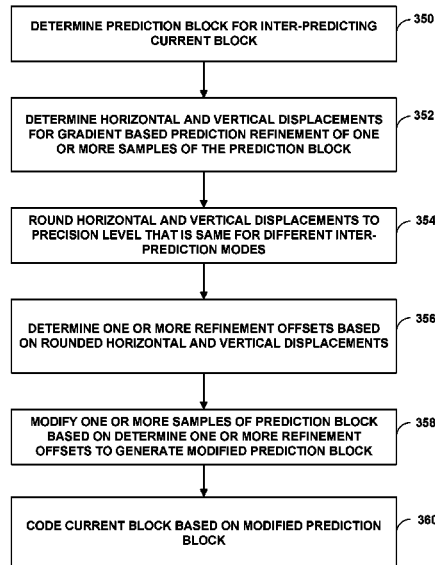 DETERMINE PREDICTION BLOCK FOR INTER-PREDICTING
CURRENT BLOCK
350
DETERMINE HORIZONTAL AND VERTICAL DISPLACEMENTS
FOR GRADIENT BASED PREDICTION REFINEMENT OF ONE
OR MORE SAMPLES OF THE PREDICTION BLOCK
352
ROUND HORIZONTAL AND VERTICAL DISPLACEMENTS TO
PRECISION LEVEL THAT IS SAME FOR DIFFERENT INTER-
PREDICTION MODES
354
DETERMINE ONE OR MORE REFINEMENT OFFSETS BASED
ON ROUNDED HORIZONTAL AND VERTICAL DISPLACEMENTS
356
MODIFY ONE OR MORE SAMPLES OF PREDICTION BLOCK
BASED ON DETERMINE ONE OR MORE REFINEMENT
OFFSETS TO GENERATE MODIFIED PREDICTION BLOCK
358
CODE CURRENT BLOCK BASED ON MODIFIED PREDICTION
BLOCK
360